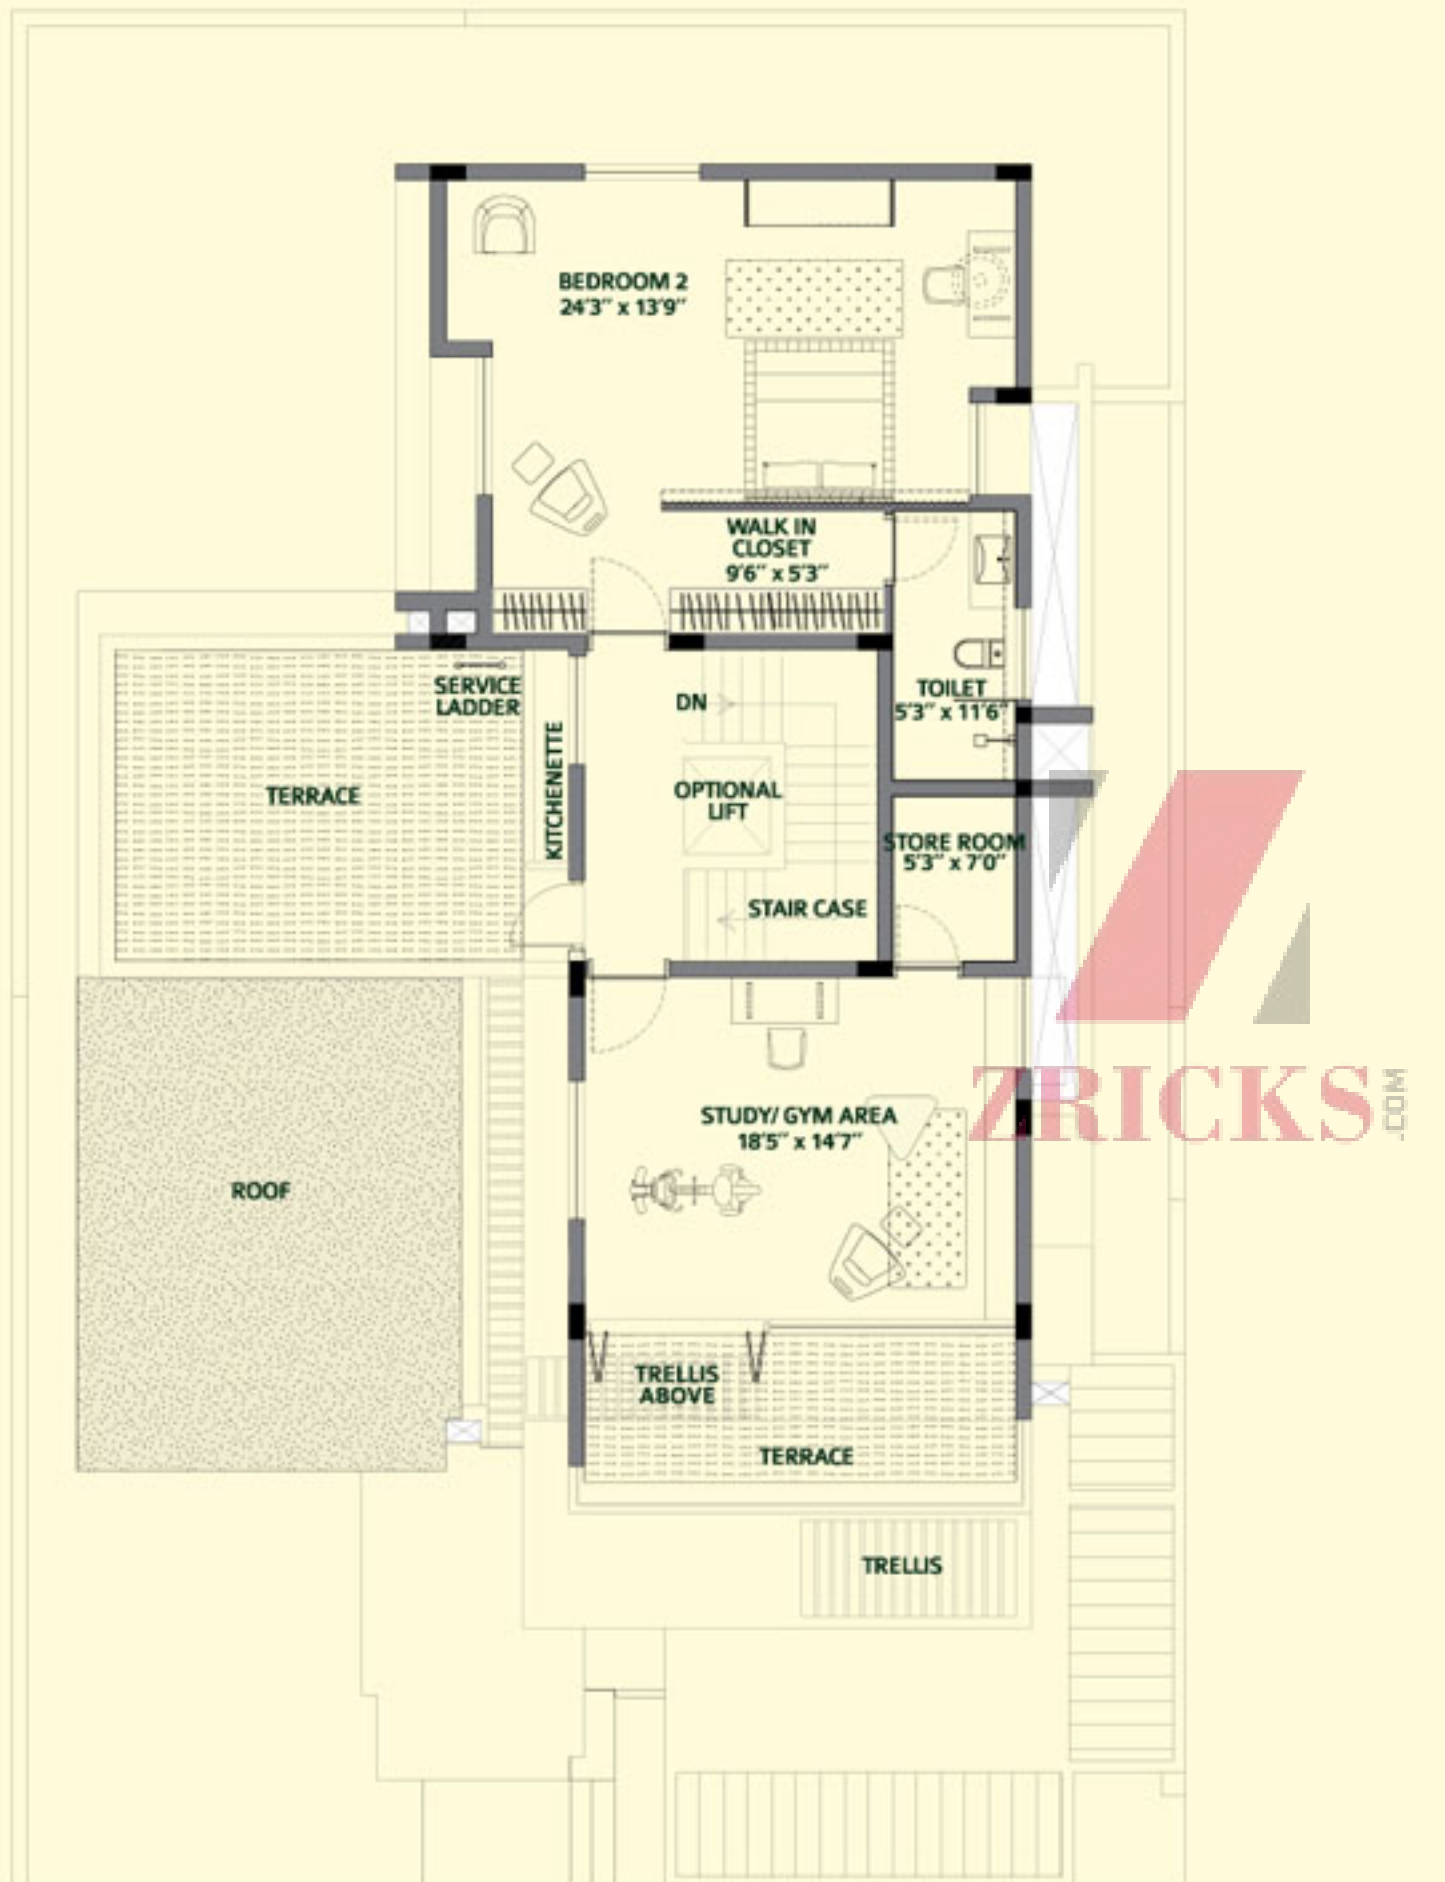 BEDROOM 2
24'3" x 13'9"
WALK IN
CLOSET
9'6" x 5'3"
SERVICE
LADDER
DN
TOILET
5'3" x 11'6"
KITCHENETTE
TERRACE
OPTIONAL
LIFT
STORE ROOM
5'3" x 7'0"
STAIR CASE
STUDY/ GYM AREA
18'5" x 14'7"
ZRICKS
.COM
ROOF
TRELLIS
ABOVE
TERRACE
TRELLIS